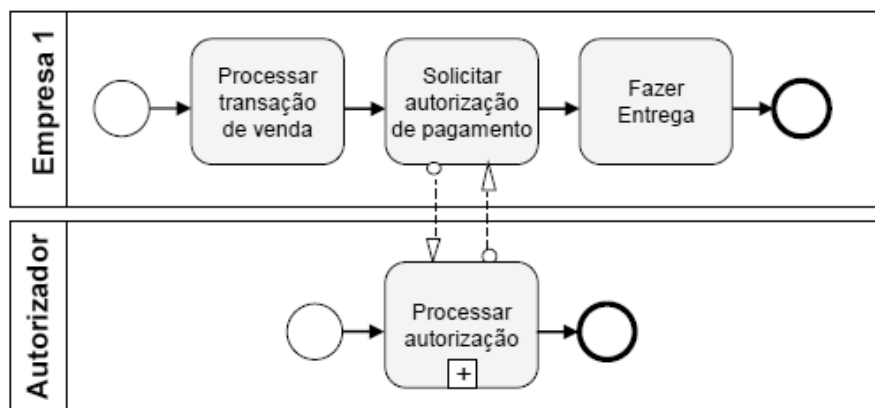 Empresa 1
Processar
transação
de venda
Solicitar
autorização
de pagamento
Fazer
Entrega
Autorizador
Processar
autorização
+